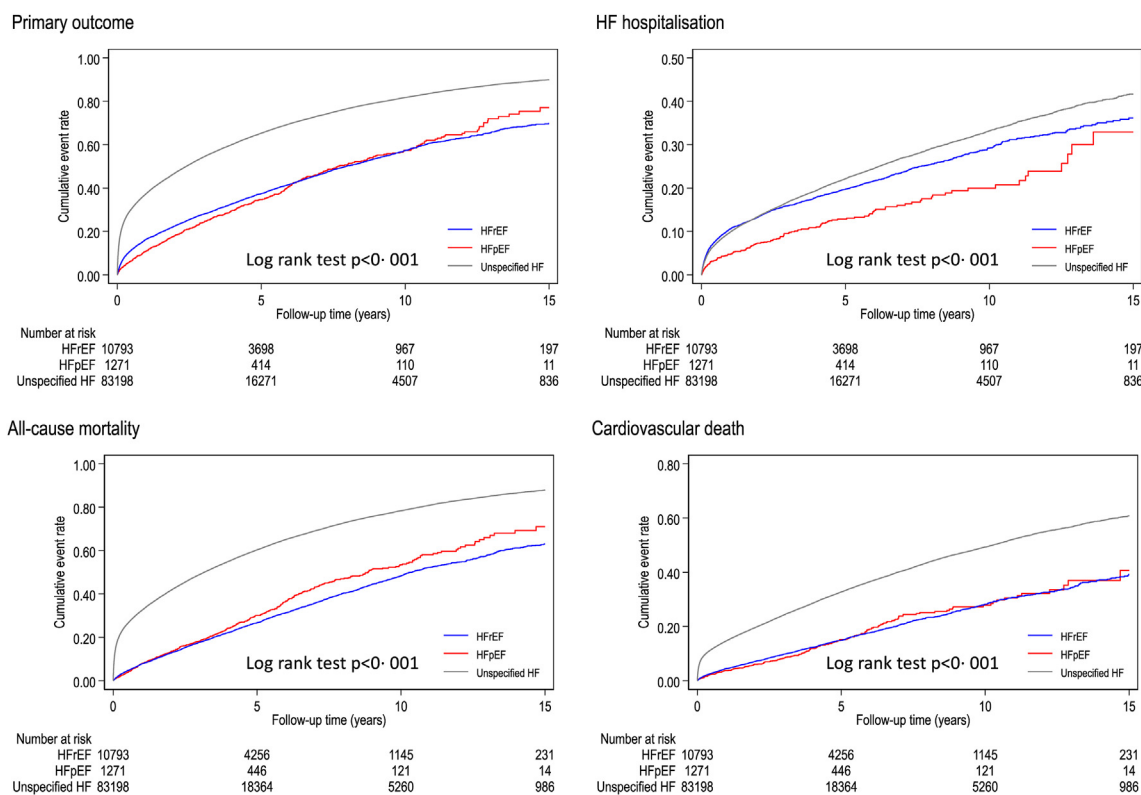 Primary outcome
Cumulative event rate
1.00
0.80
0.60
0.40
0.20
0.00
HFrEF
HFpEF
Unspecified HF
Log rank test p<0· 001
0 5 10 15
Follow-up time (years)
Number at risk
HFrEF 10793 3698 967 197
HFpEF 1271 414 110 11
Unspecified HF 83198 16271 4507 836
HF hospitalisation
Cumulative event rate
0.50
0.40
0.30
0.20
0.10
0.00
HFrEF
HFpEF
Unspecified HF
Log rank test p<0· 001
0 5 10 15
Follow-up time (years)
Number at risk
HFrEF 10793 3698 967 197
HFpEF 1271 414 110 11
Unspecified HF 83198 16271 4507 836
All-cause mortality
Cumulative event rate
1.00
0.80
0.60
0.40
0.20
0.00
HFrEF
HFpEF
Unspecified HF
Log rank test p<0· 001
0 5 10 15
Follow-up time (years)
Number at risk
HFrEF 10793 4256 1145 231
HFpEF 1271 446 121 14
Unspecified HF 83198 18364 5260 986
Cardiovascular death
Cumulative event rate
0.80
0.60
0.40
0.20
0.00
HFrEF
HFpEF
Unspecified HF
Log rank test p<0· 001
0 5 10 15
Follow-up time (years)
Number at risk
HFrEF 10793 4256 1145 231
HFpEF 1271 446 121 14
Unspecified HF 83198 18364 5260 986